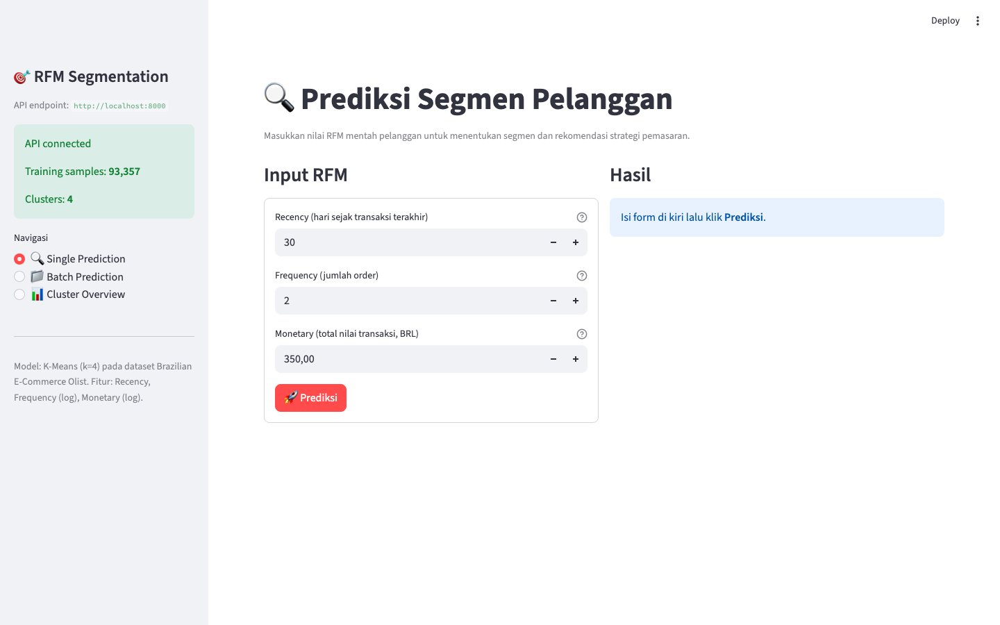 Deploy
RFM Segmentation
API endpoint: http://localhost:8000
API connected
Training samples: 93,357
Clusters: 4
Navigasi
Single Prediction
Batch Prediction
Cluster Overview
Model: K-Means (k=4) pada dataset Brazilian
E-Commerce Olist. Fitur: Recency,
Frequency (log), Monetary (log).
Prediksi Segmen Pelanggan
Masukkan nilai RFM mentah pelanggan untuk menentukan segmen dan rekomendasi strategi pemasaran.
Input RFM
Recency (hari sejak transaksi terakhir)
30
Frequency (jumlah order)
2
Monetary (total nilai transaksi, BRL)
350,00
Prediksi
Hasil
Isi form di kiri lalu klik Prediksi.